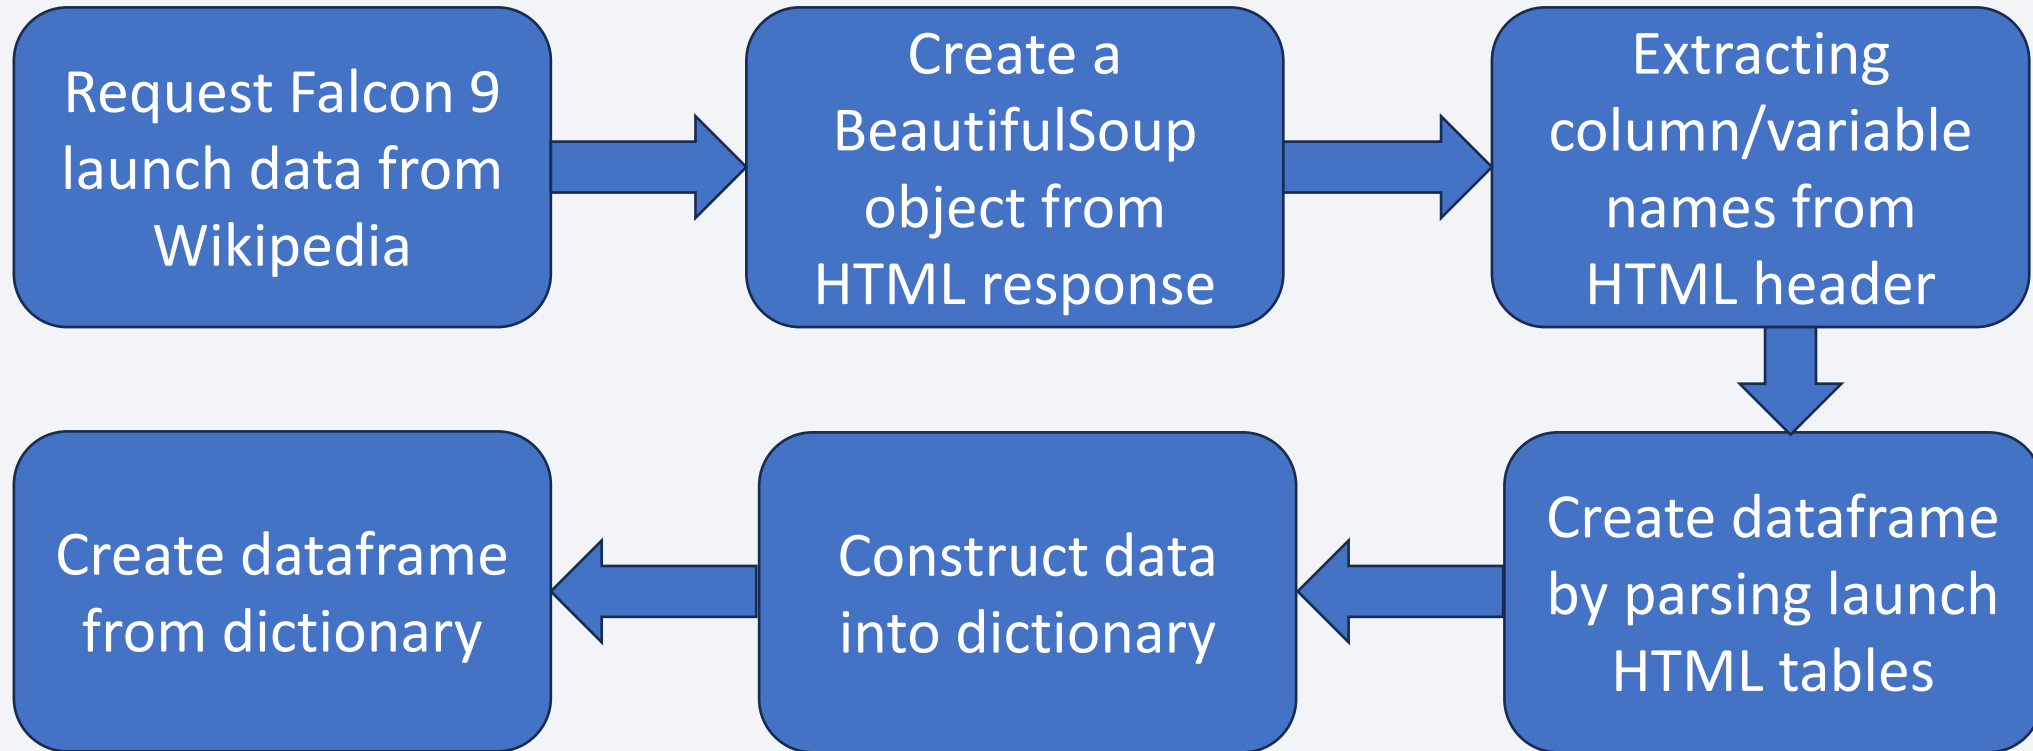 Request Falcon 9
launch data from
Wikipedia
Create a
BeautifulSoup
object from
HTML response
Extracting
column/variable
names from
HTML header
Create dataframe
by parsing launch
HTML tables
Construct data
into dictionary
Create dataframe
from dictionary